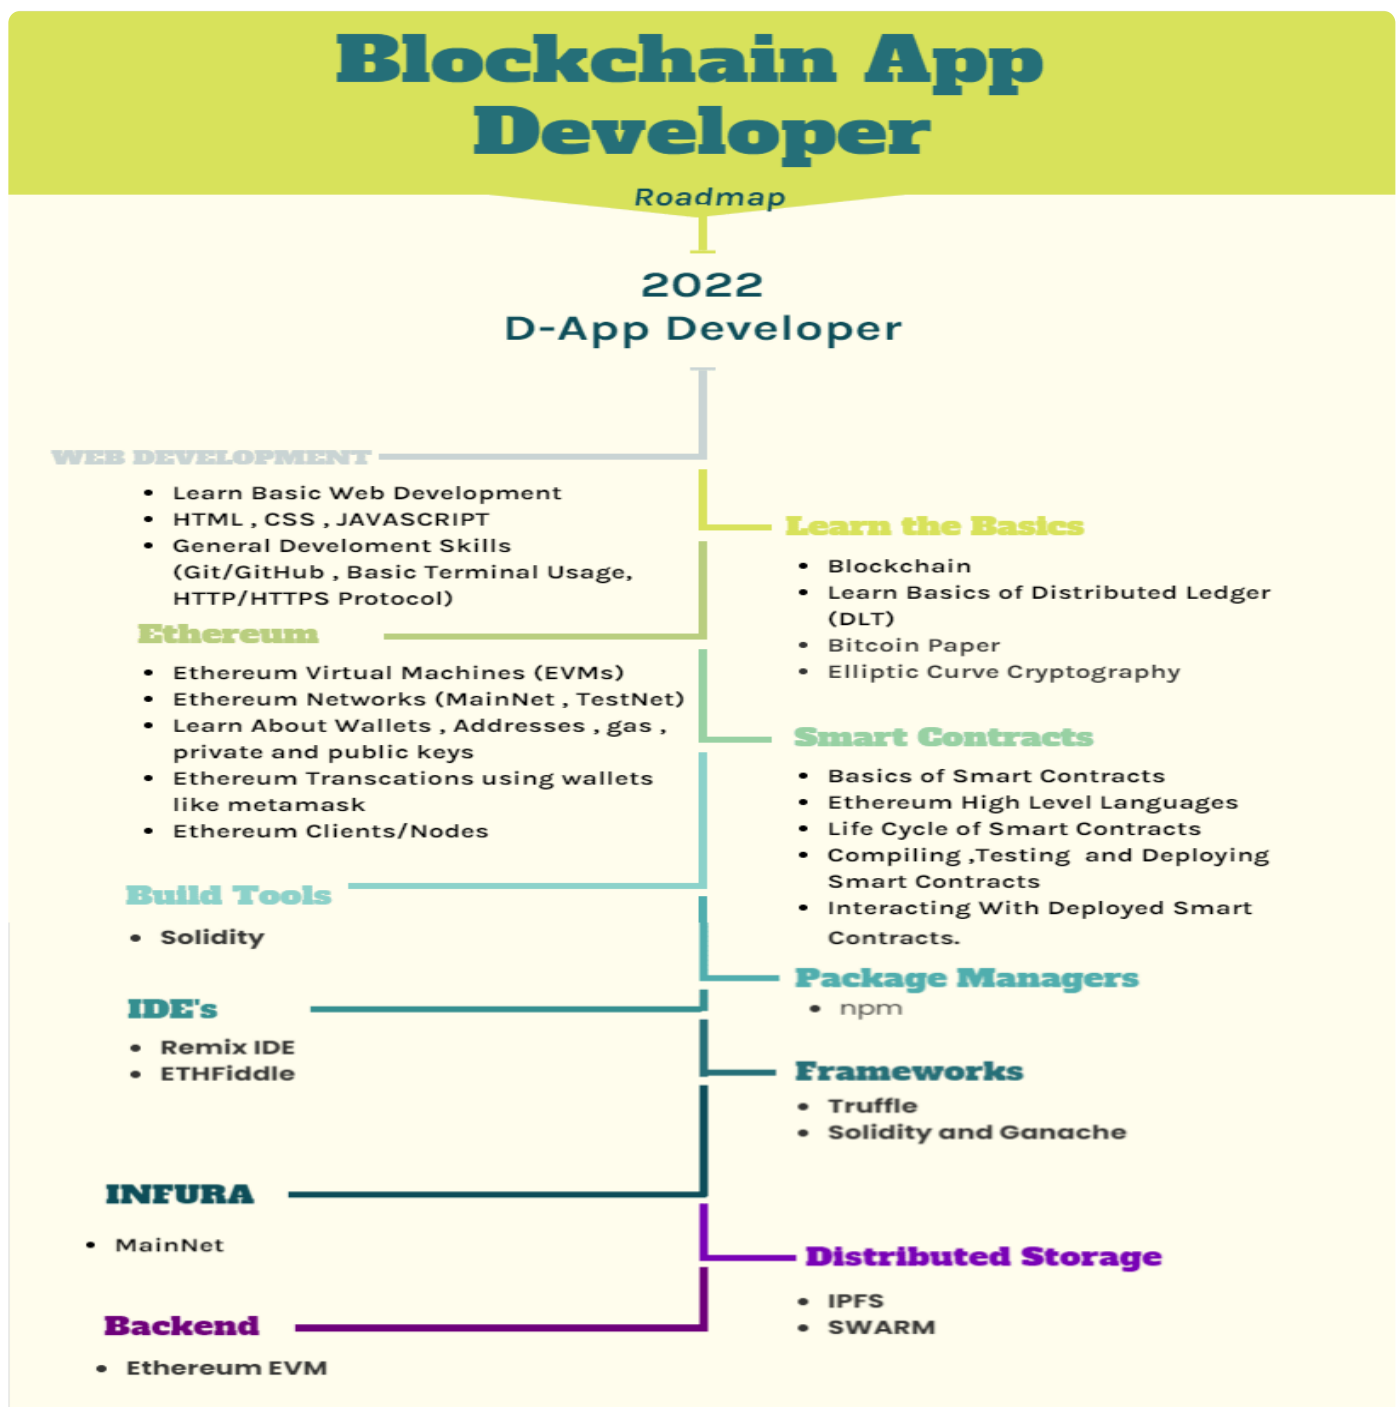 Blockchain App
Developer
Roadmap
2022
D-App Developer
WEB DEVELOPMENT
• Learn Basic Web Development
• HTML , CSS , JAVASCRIPT
• General Develoment Skills
(Git/GitHub , Basic Terminal Usage,
HTTP/HTTPS Protocol)
Learn the Basics
• Blockchain
• Learn Basics of Distributed Ledger
(DLT)
• Bitcoin Paper
• Elliptic Curve Cryptography
Ethereum
• Ethereum Virtual Machines (EVMs)
• Ethereum Networks (MainNet , TestNet)
• Learn About Wallets , Addresses , gas ,
private and public keys
• Ethereum Transcations using wallets
like metamask
• Ethereum Clients/Nodes
Smart Contracts
• Basics of Smart Contracts
• Ethereum High Level Languages
• Life Cycle of Smart Contracts
• Compiling ,Testing and Deploying
Smart Contracts
• Interacting With Deployed Smart
Contracts.
Build Tools
• Solidity
Package Managers
• npm
IDE's
• Remix IDE
• ETHFiddle
Frameworks
• Truffle
• Solidity and Ganache
INFURA
• MainNet
Distributed Storage
• IPFS
• SWARM
Backend
• Ethereum EVM